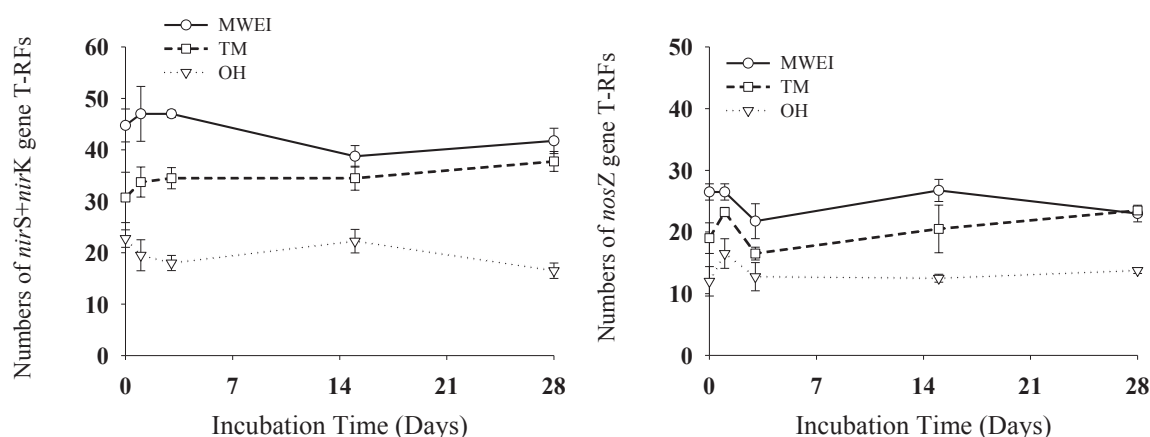 MWEI
TM
OH
60
50
40
30
20
10
0
Numbers of nirS+nirK gene T-RFs
0 7 14 21 28
Incubation Time (Days)
MWEI
TM
OH
50
40
30
20
10
0
Numbers of nosZ gene T-RFs
0 7 14 21 28
Incubation Time (Days)